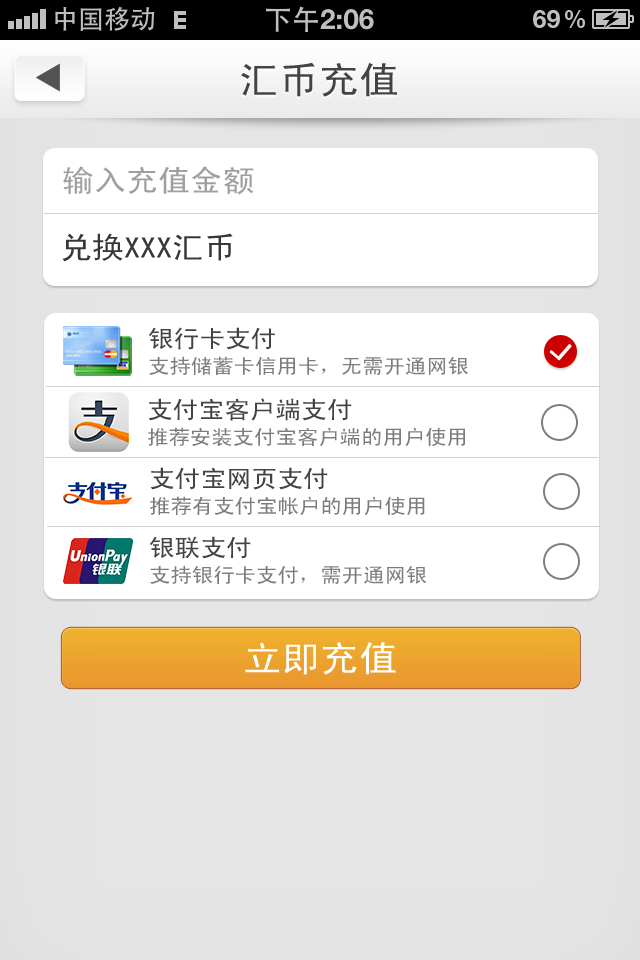 中国移动 E 下午2:06 69%
汇币充值
输入充值金额
兑换XXX汇币
银行卡支付
支持储蓄卡信用卡，无需开通网银
支
支付宝客户端支付
推荐安装支付宝客户端的用户使用
支付宝
支付宝网页支付
推荐有支付宝帐户的用户使用
UnionPay
银联
银联支付
支持银行卡支付，需开通网银
立即充值